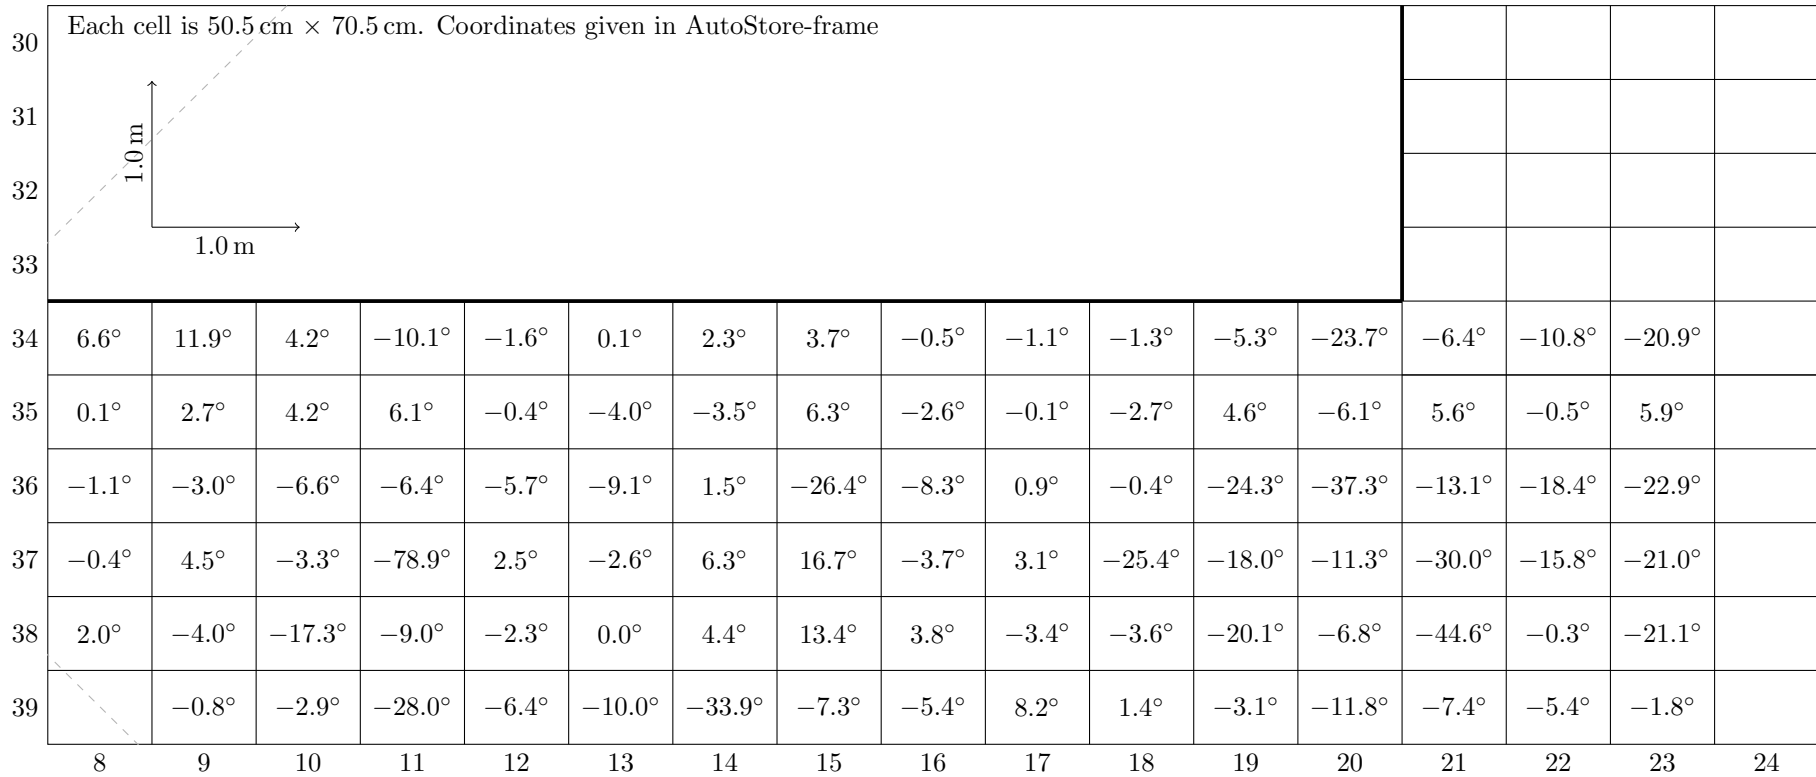 Each cell is 50.5 cm × 70.5 cm. Coordinates given in AutoStore-frame
30
31
1.0 m
32
1.0 m
33
34 6.6° 11.9° 4.2° −10.1° −1.6° 0.1° 2.3° 3.7° −0.5° −1.1° −1.3° −5.3° −23.7° −6.4° −10.8° −20.9°
35 0.1° 2.7° 4.2° 6.1° −0.4° −4.0° −3.5° 6.3° −2.6° −0.1° −2.7° 4.6° −6.1° 5.6° −0.5° 5.9°
36 −1.1° −3.0° −6.6° −6.4° −5.7° −9.1° 1.5° −26.4° −8.3° 0.9° −0.4° −24.3° −37.3° −13.1° −18.4° −22.9°
37 −0.4° 4.5° −3.3° −78.9° 2.5° −2.6° 6.3° 16.7° −3.7° 3.1° −25.4° −18.0° −11.3° −30.0° −15.8° −21.0°
38 2.0° −4.0° −17.3° −9.0° −2.3° 0.0° 4.4° 13.4° 3.8° −3.4° −3.6° −20.1° −6.8° −44.6° −0.3° −21.1°
39 −0.8° −2.9° −28.0° −6.4° −10.0° −33.9° −7.3° −5.4° 8.2° 1.4° −3.1° −11.8° −7.4° −5.4° −1.8°
8 9 10 11 12 13 14 15 16 17 18 19 20 21 22 23 24